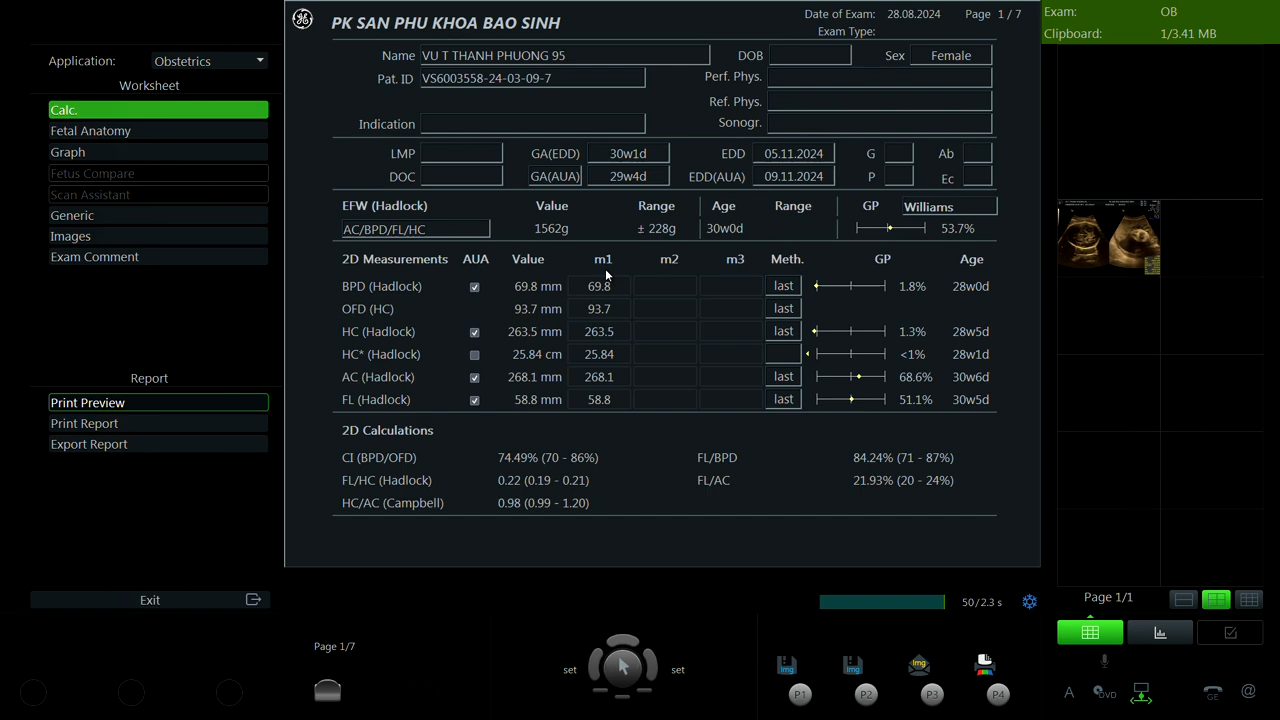 PK SAN PHU KHOA BAO SINH
Date of Exam: 28.08.2024 Page 1 / 7
Exam Type:
Exam: OB
Clipboard: 1/3.41 MB
Application: Obstetrics
Worksheet
Calc.
Fetal Anatomy
Graph
Fetus Compare
Scan Assistant
Generic
Images
Exam Comment
Report
Print Preview
Print Report
Export Report
Exit
Name VU T THANH PHUONG 95 DOB Sex Female
Pat. ID VS6003558-24-03-09-7 Perf. Phys.
Ref. Phys.
Indication Sonogr.
LMP GA(EDD) 30w1d EDD 05.11.2024 G Ab
DOC GA(AUA) 29w4d EDD(AUA) 09.11.2024 P Ec
EFW (Hadlock) Value Range Age Range GP Williams
AC/BPD/FL/HC 1562g ± 228g 30w0d 53.7%
2D Measurements AUA Value m1 m2 m3 Meth. GP Age
BPD (Hadlock) 69.8 mm 69.8 last 1.8% 28w0d
OFD (HC) 93.7 mm 93.7 last
HC (Hadlock) 263.5 mm 263.5 last 1.3% 28w5d
HC* (Hadlock) 25.84 cm 25.84 <1% 28w1d
AC (Hadlock) 268.1 mm 268.1 last 68.6% 30w6d
FL (Hadlock) 58.8 mm 58.8 last 51.1% 30w5d
2D Calculations
CI (BPD/OFD) 74.49% (70 - 86%) FL/BPD 84.24% (71 - 87%)
FL/HC (Hadlock) 0.22 (0.19 - 0.21) FL/AC 21.93% (20 - 24%)
HC/AC (Campbell) 0.98 (0.99 - 1.20)
50/2.3 s
Page 1/1
Page 1/7
set set
Img Img Img
P1 P2 P3 P4
A DVD GE @